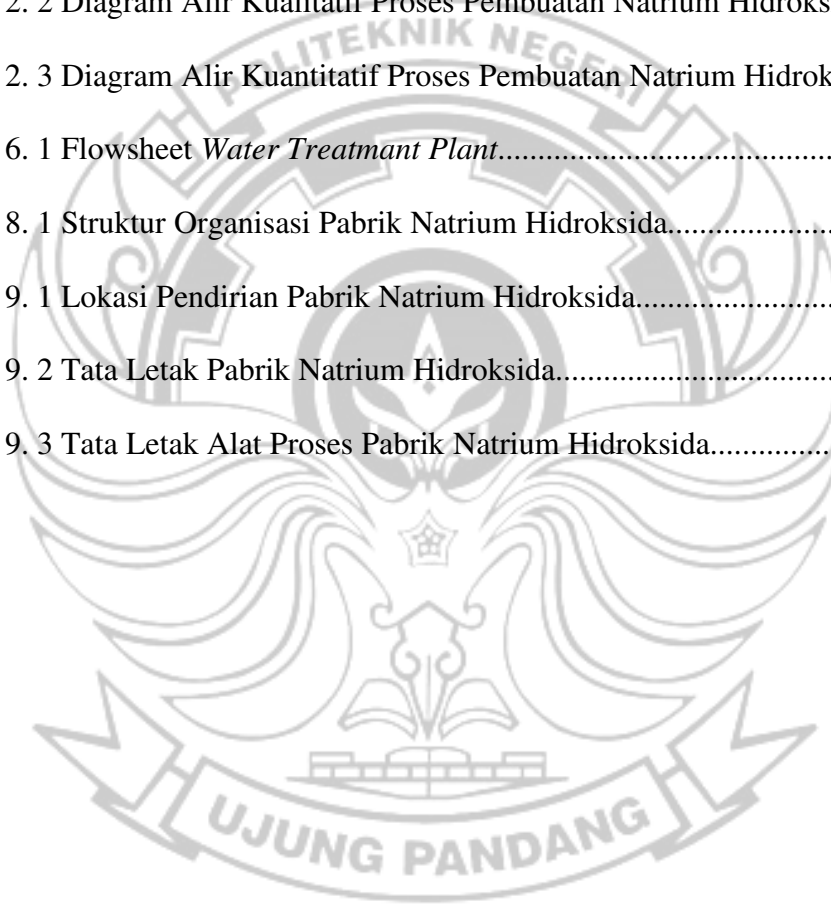 2. 2 Diagram Alir Kualitatif Proses Pembuatan Natrium Hidroks
POLITEKNIK NEGERI
2. 3 Diagram Alir Kuantitatif Proses Pembuatan Natrium Hidrok
6. 1 Flowsheet Water Treatmant Plant..........................................
8. 1 Struktur Organisasi Pabrik Natrium Hidroksida.....................
9. 1 Lokasi Pendirian Pabrik Natrium Hidroksida.........................
9. 2 Tata Letak Pabrik Natrium Hidroksida...................................
9. 3 Tata Letak Alat Proses Pabrik Natrium Hidroksida...............
UJUNG PANDANG